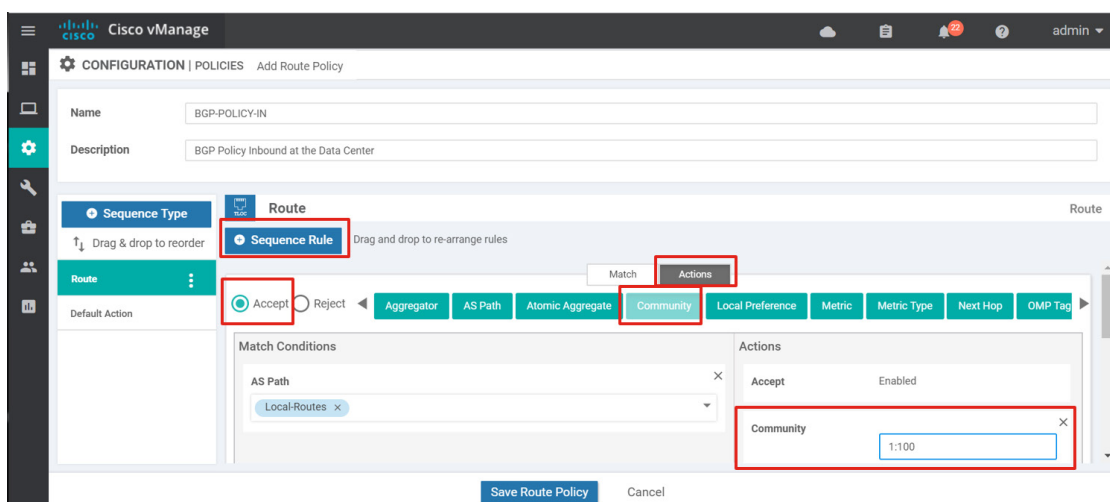 cisco Cisco vManage 22 admin
CONFIGURATION | POLICIES Add Route Policy
Name BGP-POLICY-IN
Description BGP Policy Inbound at the Data Center
Sequence Type
Drag & drop to reorder
Route
Default Action
TLOC Route Route
Sequence Rule Drag and drop to re-arrange rules
Match Actions
Accept Reject Aggregator AS Path Atomic Aggregate Community Local Preference Metric Metric Type Next Hop OMP Tag
Match Conditions
AS Path
Local-Routes ×
Actions
Accept Enabled
Community
1:100
Save Route Policy Cancel